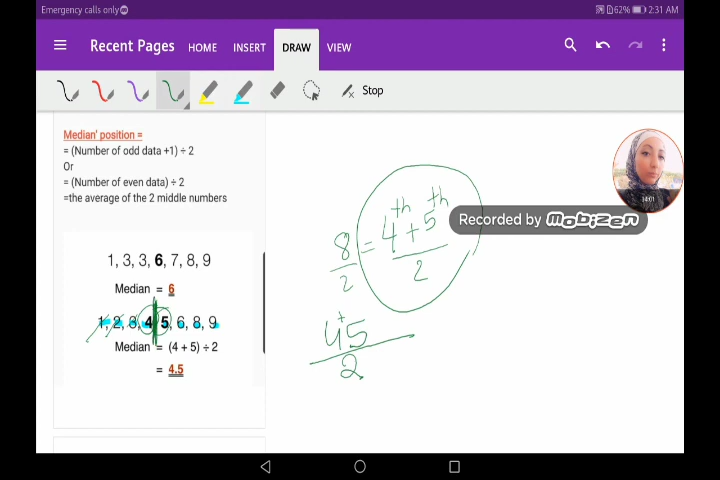 Emergency calls only 62% 2:31 AM
Recent Pages HOME INSERT DRAW VIEW
Stop
Median' position =
= (Number of odd data +1) ÷ 2
Or
= (Number of even data) ÷ 2
=the average of the 2 middle numbers
1, 3, 3, 6, 7, 8, 9
Median = 6
1, 2, 3, 4 5, 6, 8, 9
Median = (4 + 5) ÷ 2
= 4.5
8/2 = 4th + 5th / 2
4+5
2
14:01
Recorded by mobizen